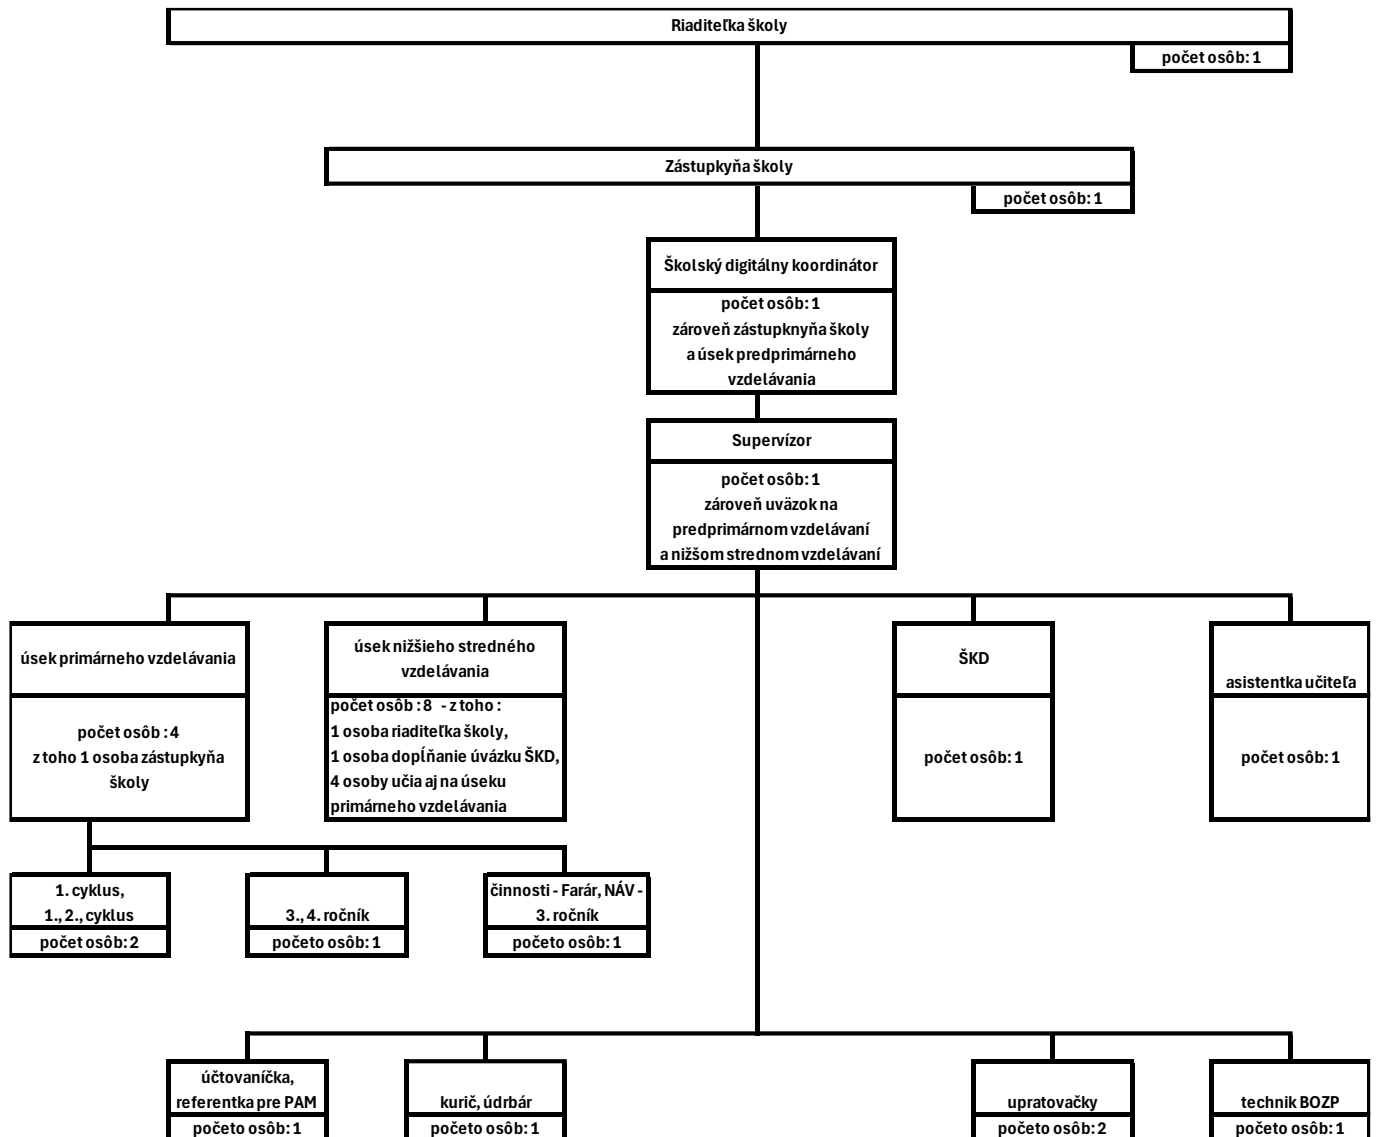 Riaditeľka školy
počet osôb: 1
Zástupkyňa školy
počet osôb: 1
Školský digitálny koordinátor
počet osôb: 1
zároveň zástupknyňa školy
a úsek predprimárneho
vzdelávania
Supervízor
počet osôb: 1
zároveň uväzok na
predprimárnom vzdelávaní
a nižšom strednom vzdelávaní
úsek primárneho vzdelávania
počet osôb : 4
z toho 1 osoba zástupkyňa
školy
úsek nižšieho stredného
vzdelávania
počet osôb : 8 - z toho :
1 osoba riaditeľka školy,
1 osoba dopĺňanie úväzku ŠKD,
4 osoby učia aj na úseku
primárneho vzdelávania
ŠKD
počet osôb: 1
asistentka učiteľa
počet osôb: 1
1. cyklus,
1., 2., cyklus
počet osôb: 2
3., 4. ročník
početo osôb: 1
činnosti - Farár, NÁV -
3. ročník
početo osôb: 1
účtovaníčka,
referentka pre PAM
početo osôb: 1
kurič, údrbár
početo osôb: 1
upratovačky
početo osôb: 2
technik BOZP
početo osôb: 1